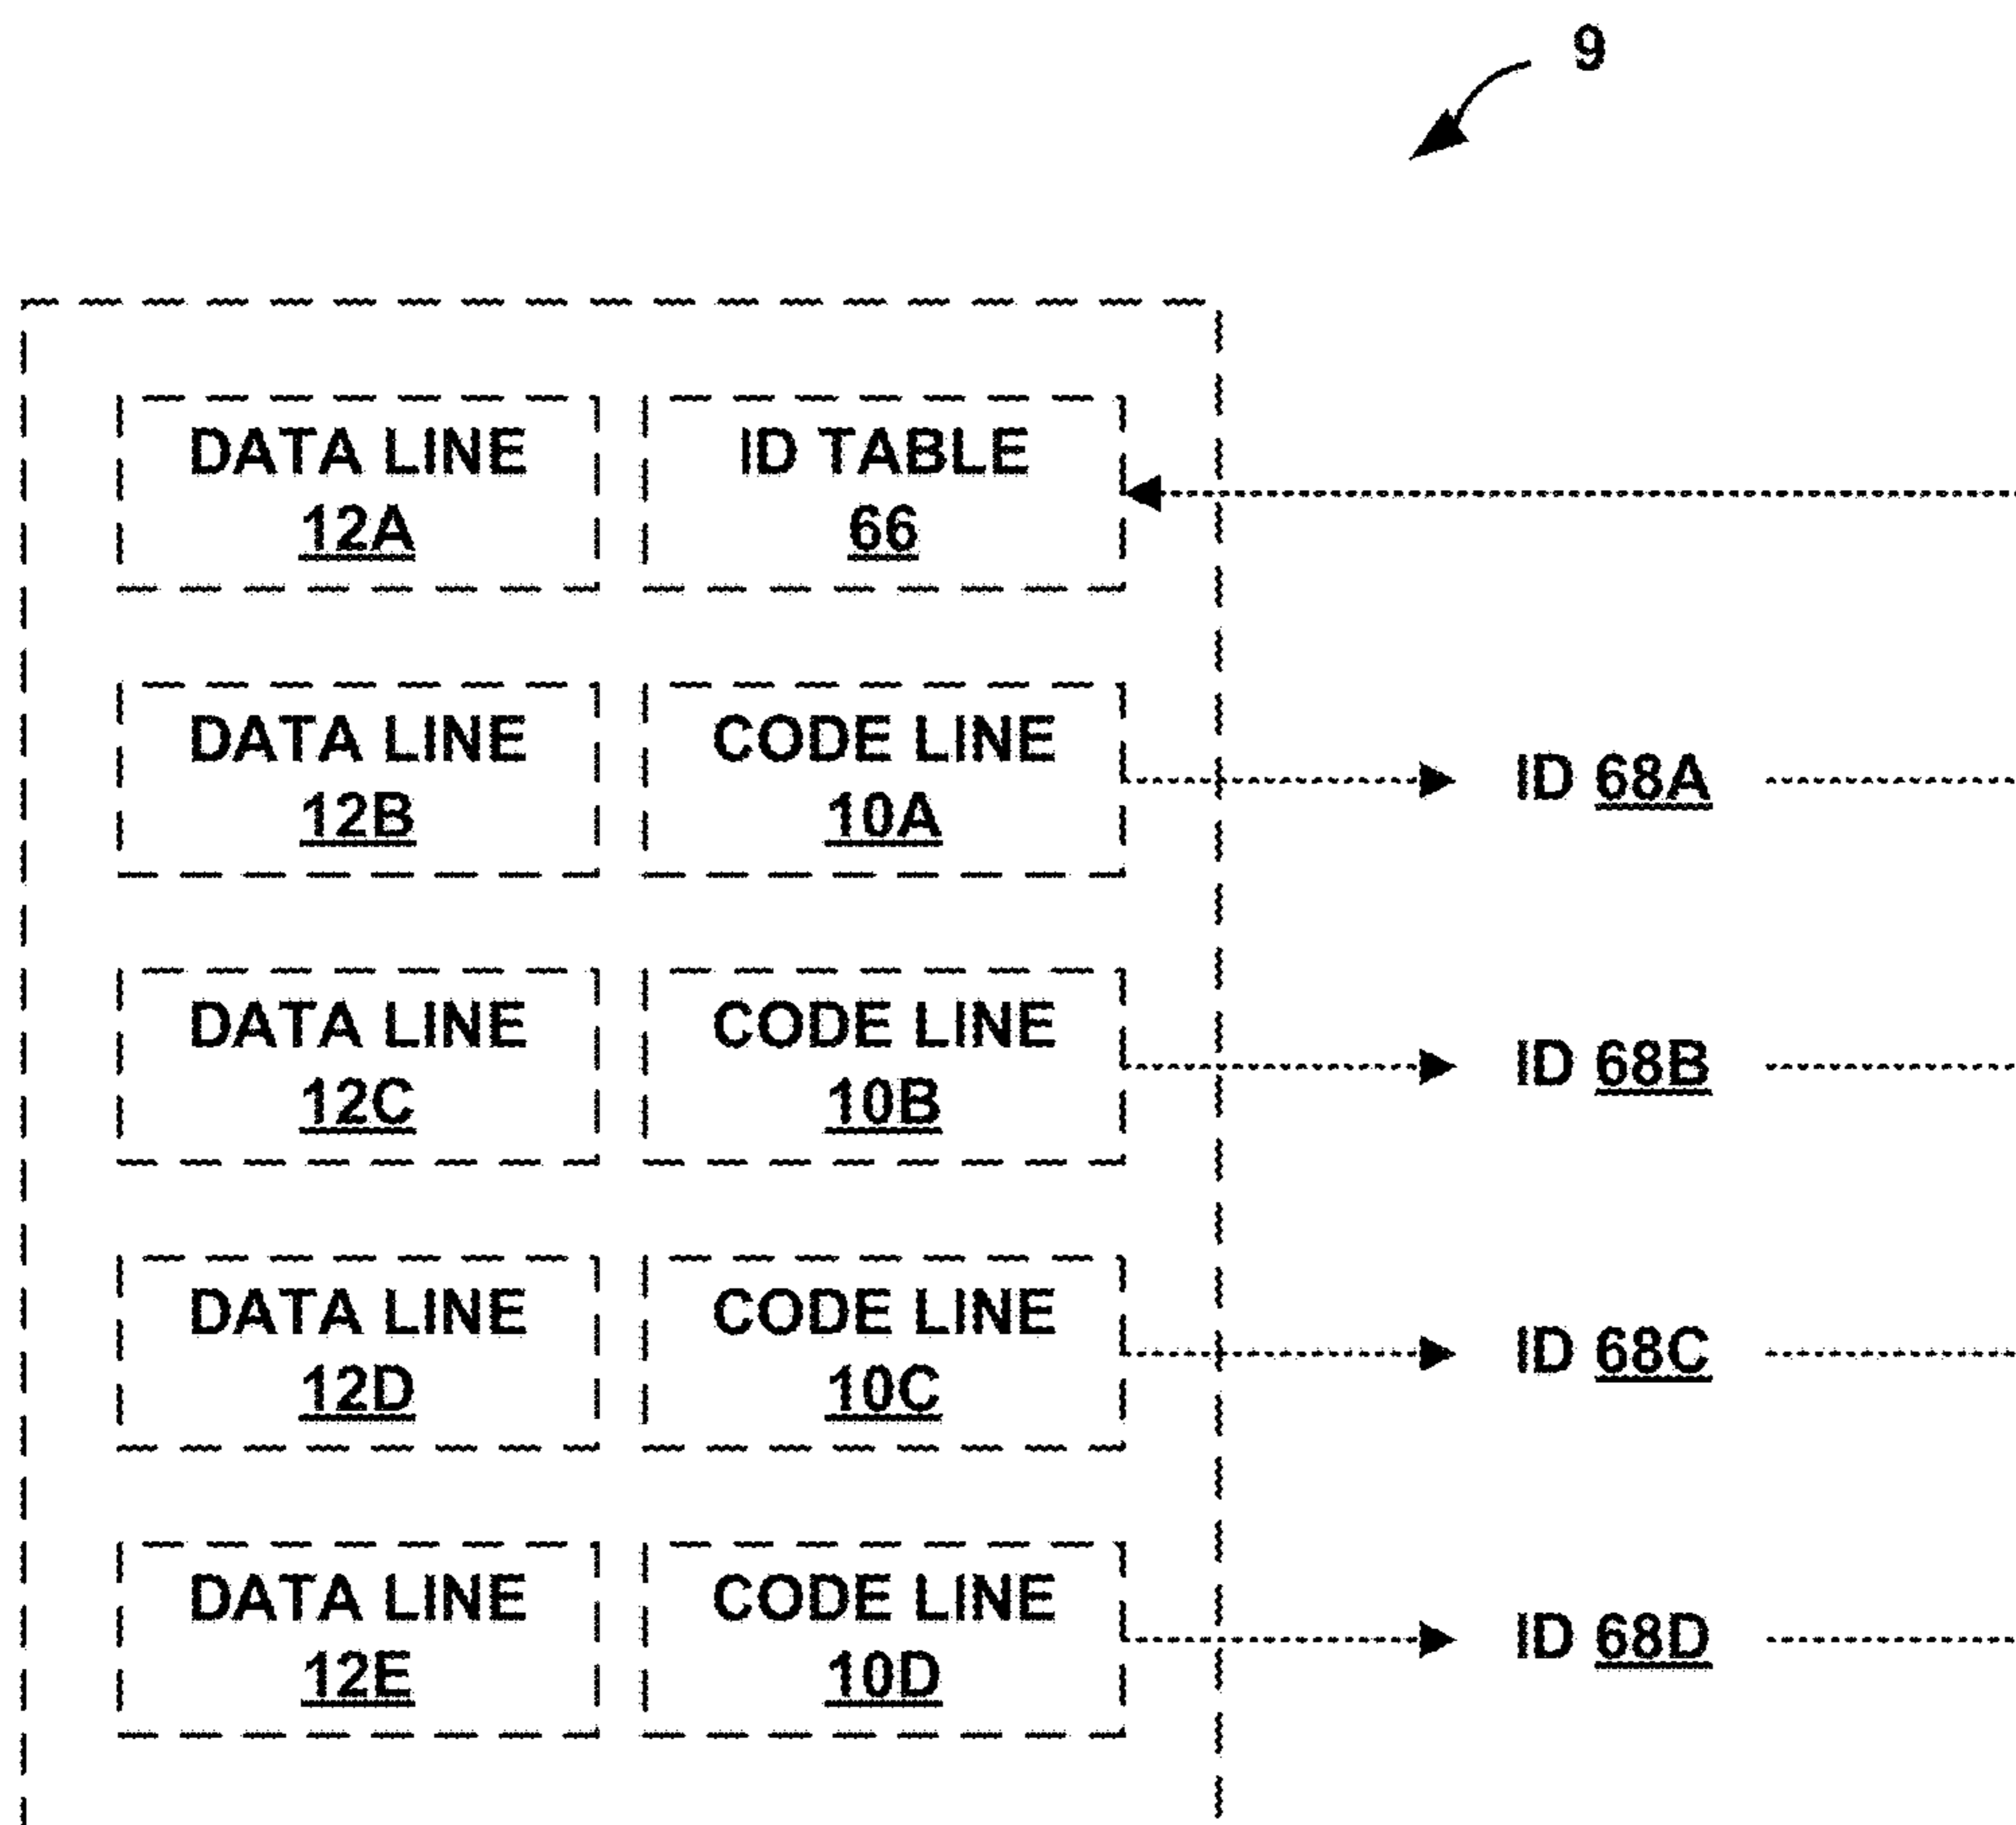 9
DATA LINE
12A
ID TABLE
66
DATA LINE
12B
CODE LINE
10A
ID 68A
DATA LINE
12C
CODE LINE
10B
ID 68B
DATA LINE
12D
CODE LINE
10C
ID 68C
DATA LINE
12E
CODE LINE
10D
ID 68D